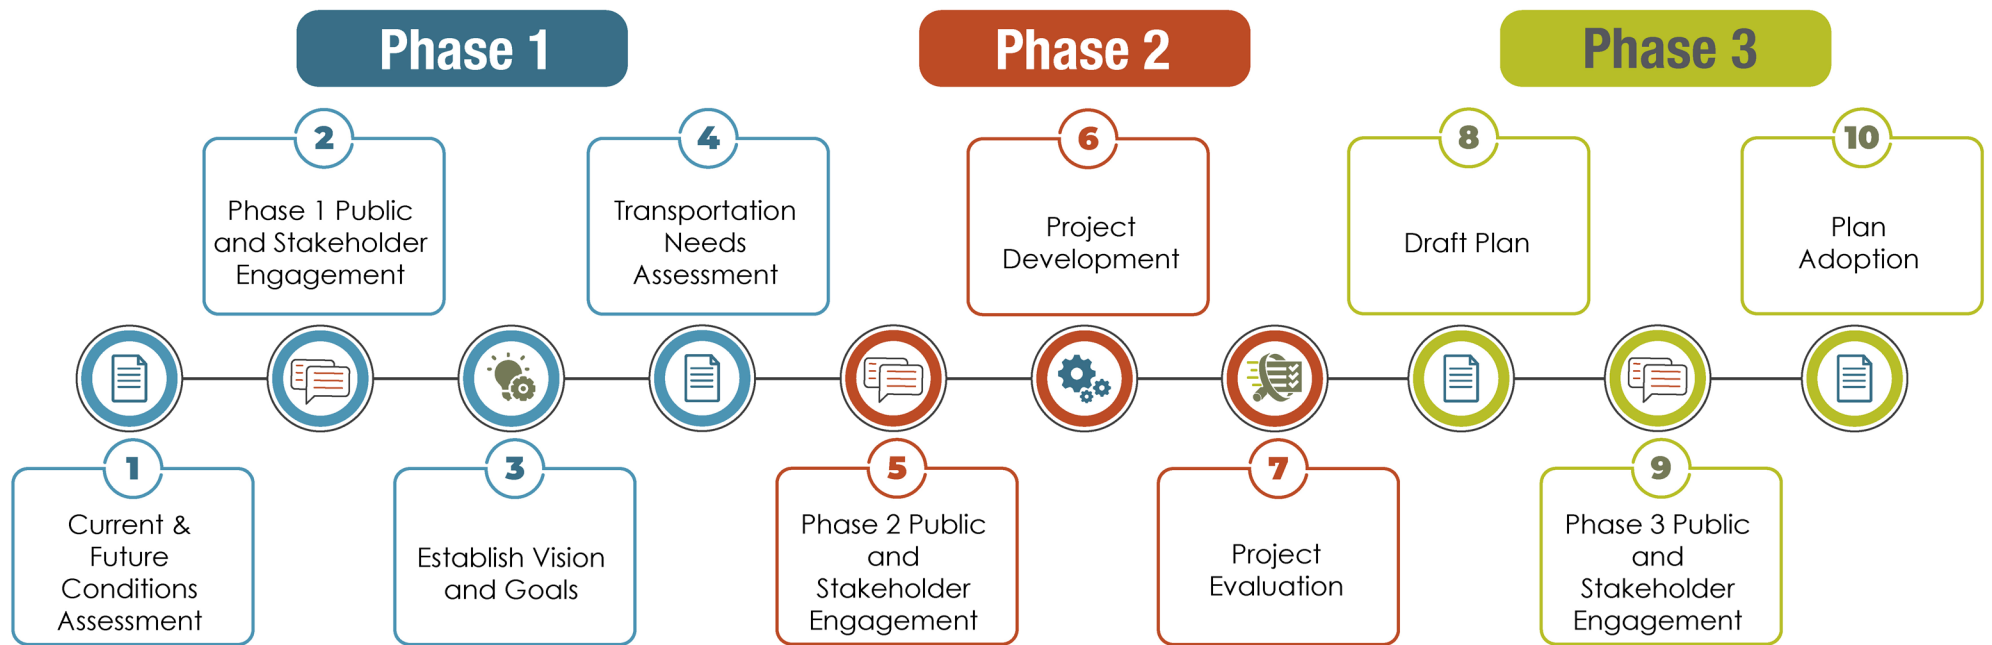 Phase 1
Phase 2
Phase 3
1
Current &
Future
Conditions
Assessment
2
Phase 1 Public
and Stakeholder
Engagement
3
Establish Vision
and Goals
4
Transportation
Needs
Assessment
5
Phase 2 Public
and
Stakeholder
Engagement
6
Project
Development
7
Project
Evaluation
8
Draft Plan
9
Phase 3 Public
and
Stakeholder
Engagement
10
Plan
Adoption